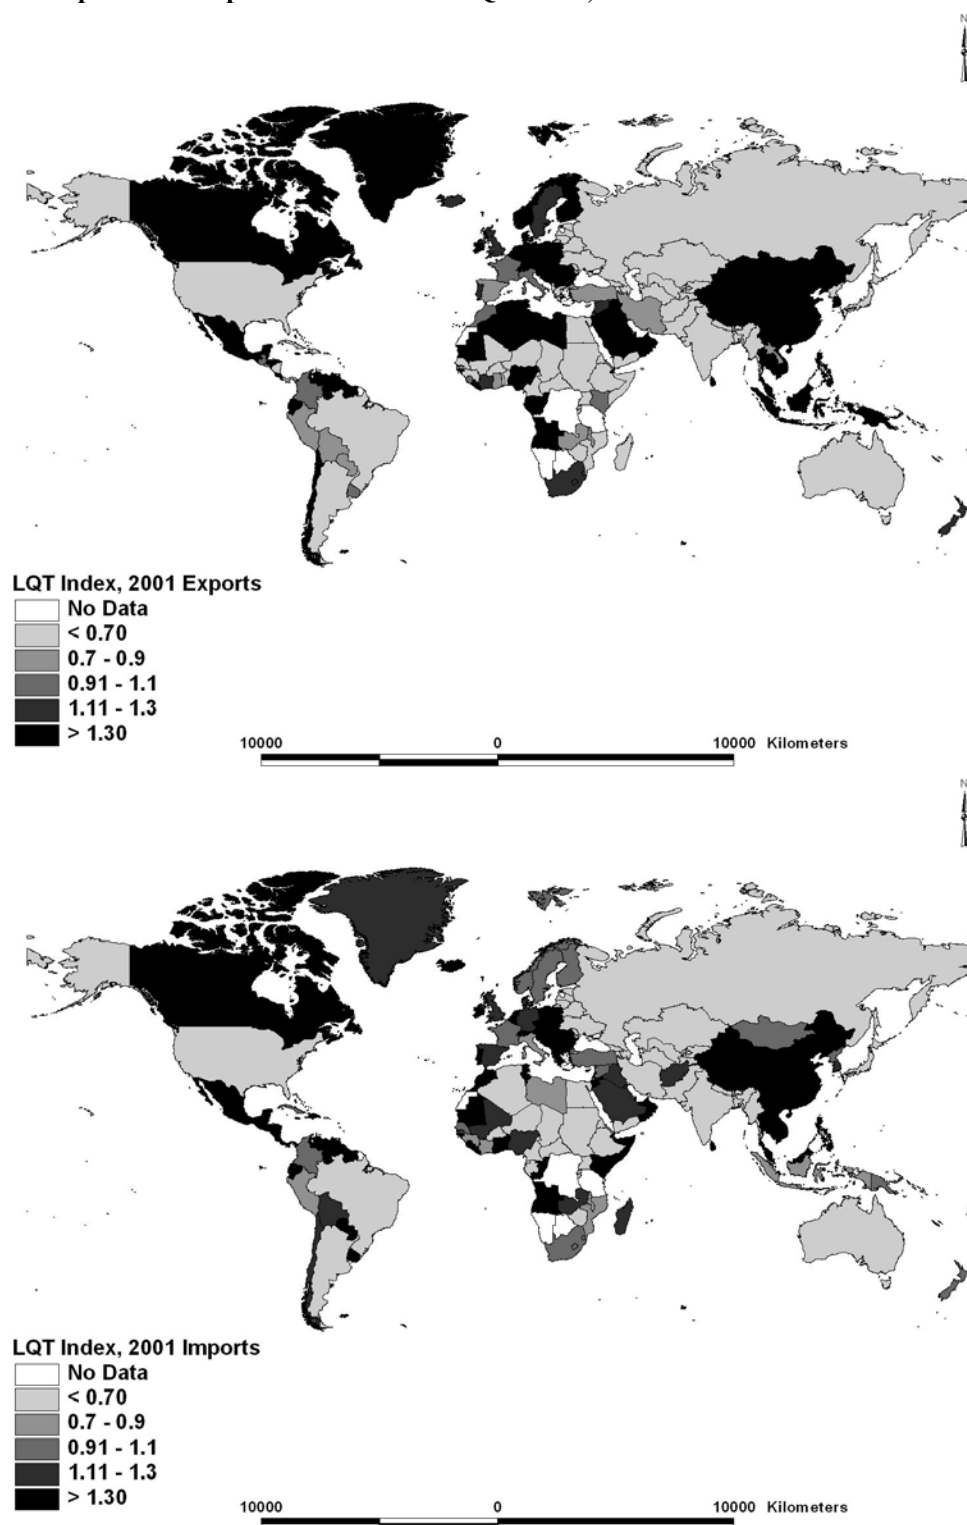 N
LQT Index, 2001 Exports
No Data
< 0.70
0.7 - 0.9
0.91 - 1.1
1.11 - 1.3
> 1.30
10000 0 10000 Kilometers
N
LQT Index, 2001 Imports
No Data
< 0.70
0.7 - 0.9
0.91 - 1.1
1.11 - 1.3
> 1.30
10000 0 10000 Kilometers